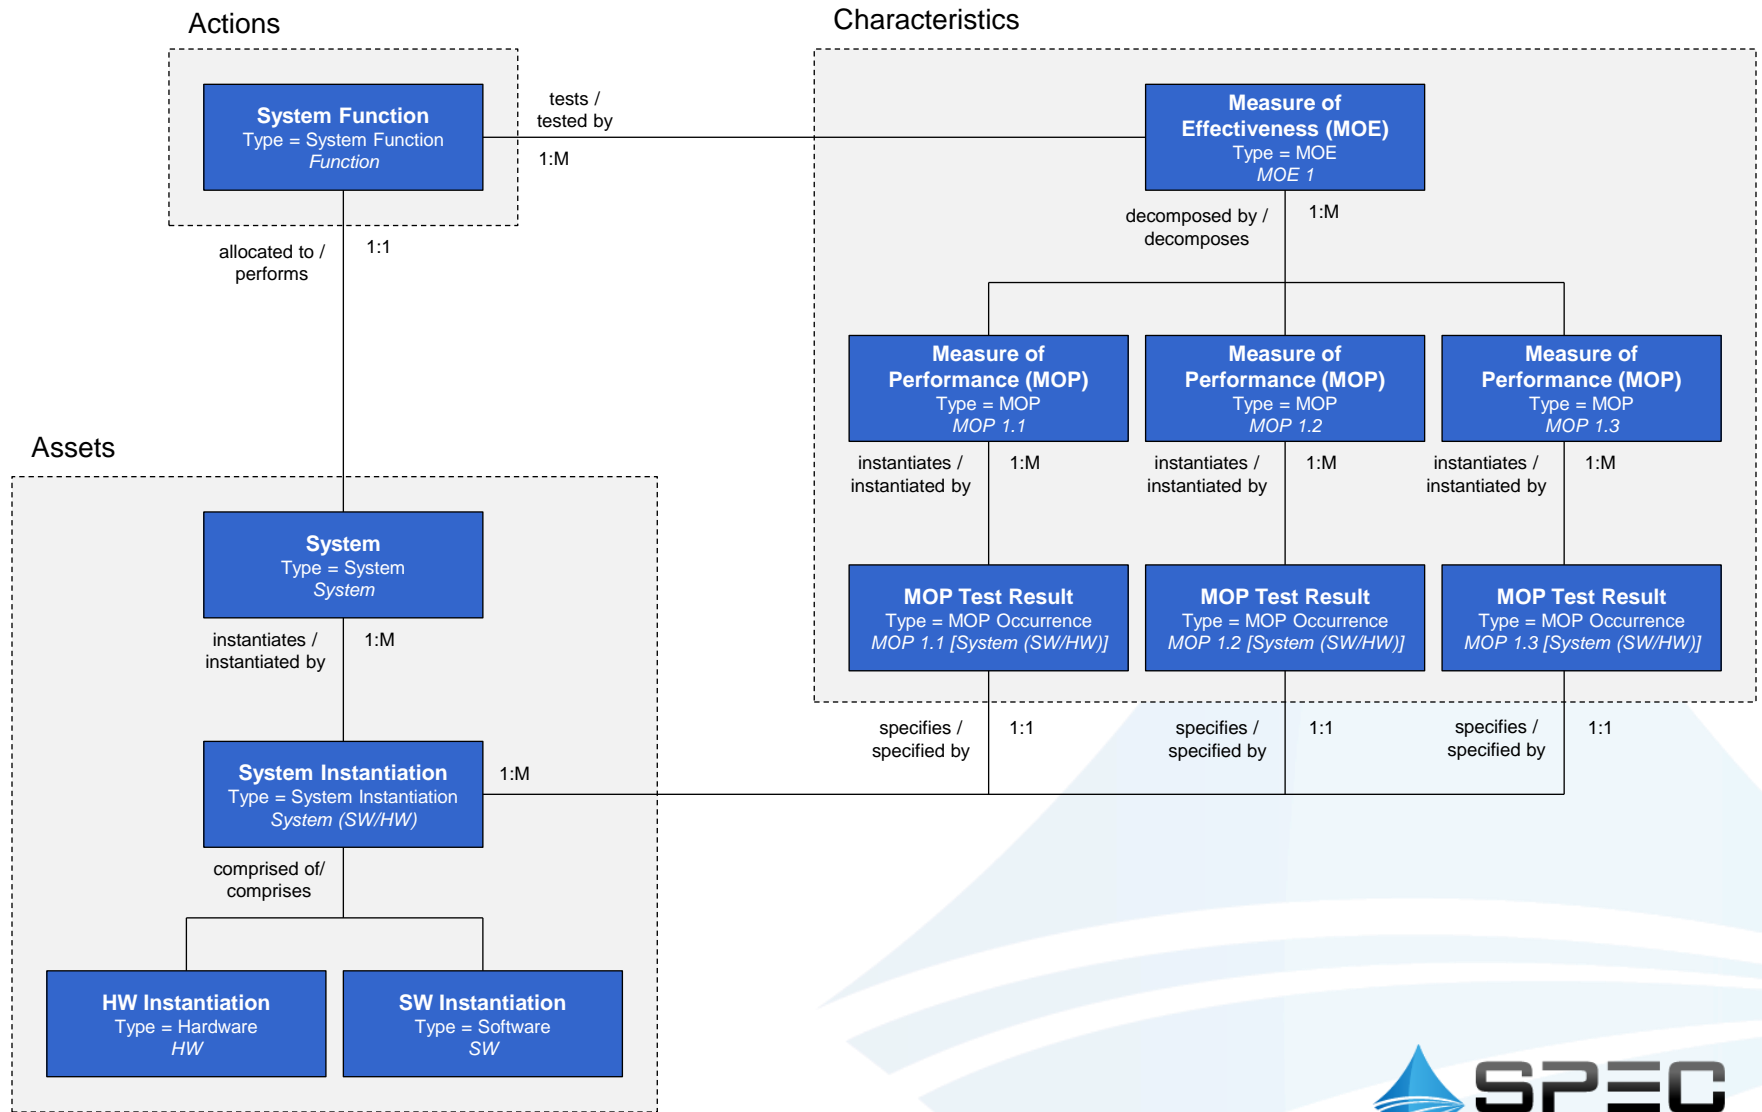 Actions
System Function
Type = System Function
Function
tests /
tested by
1:M
allocated to /
performs
1:1
Characteristics
Measure of
Effectiveness (MOE)
Type = MOE
MOE 1
decomposed by /
decomposes
1:M
Measure of
Performance (MOP)
Type = MOP
MOP 1.1
Measure of
Performance (MOP)
Type = MOP
MOP 1.2
Measure of
Performance (MOP)
Type = MOP
MOP 1.3
instantiates /
instantiated by
1:M
instantiates /
instantiated by
1:M
instantiates /
instantiated by
1:M
MOP Test Result
Type = MOP Occurrence
MOP 1.1 [System (SW/HW)]
MOP Test Result
Type = MOP Occurrence
MOP 1.2 [System (SW/HW)]
MOP Test Result
Type = MOP Occurrence
MOP 1.3 [System (SW/HW)]
specifies /
specified by
1:1
specifies /
specified by
1:1
specifies /
specified by
1:1
Assets
System
Type = System
System
instantiates /
instantiated by
1:M
System Instantiation
Type = System Instantiation
System (SW/HW)
1:M
comprised of/
comprises
HW Instantiation
Type = Hardware
HW
SW Instantiation
Type = Software
SW
SPEC